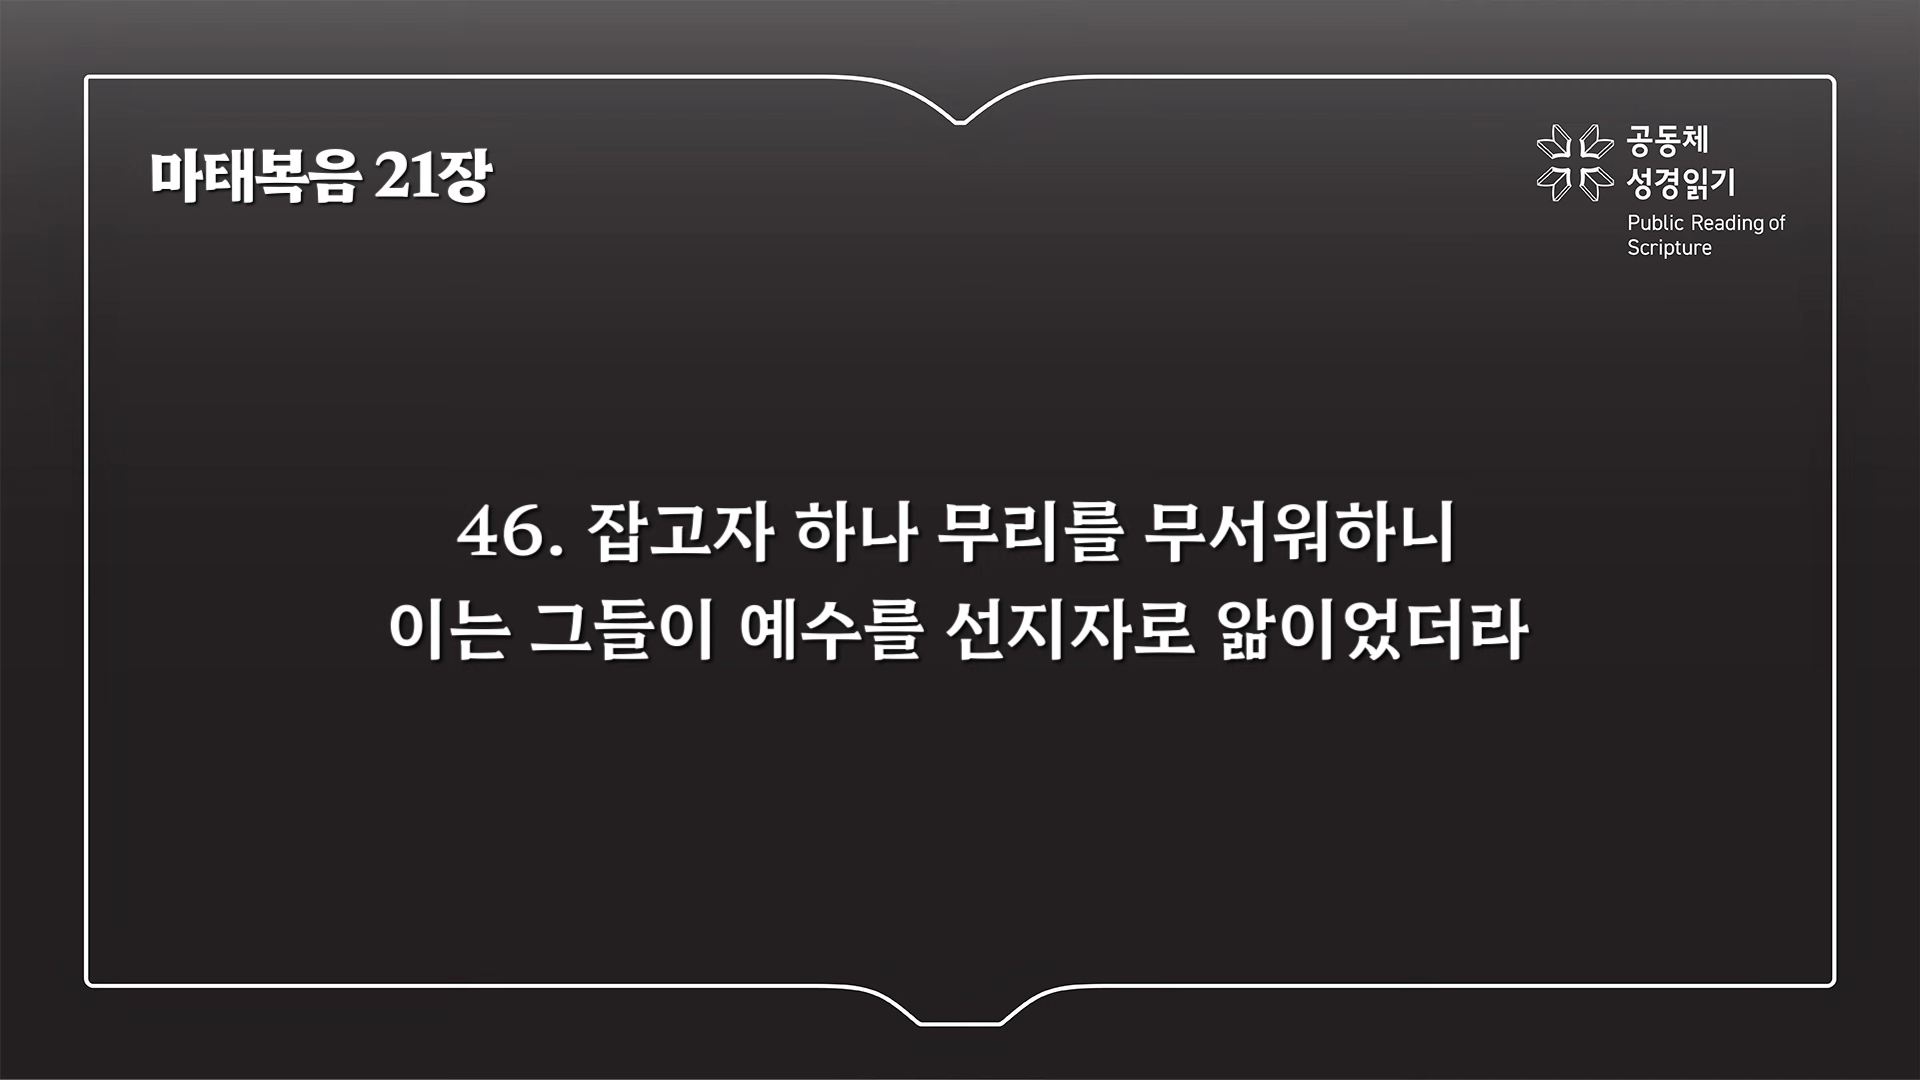 마태복음 21장
공동체
성경읽기
Public Reading of
Scripture
46. 잡고자 하나 무리를 무서워하니
이는 그들이 예수를 선지자로 앎이었더라